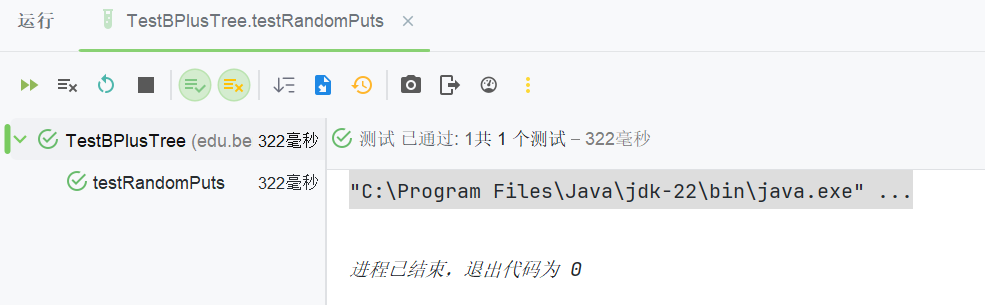 运行
TestBPlusTree.testRandomPuts
TestBPlusTree (edu.be 322毫秒
testRandomPuts 322毫秒
测试 已通过: 1共 1 个测试 – 322毫秒
"C:\Program Files\Java\jdk-22\bin\java.exe" ...
进程已结束，退出代码为 0